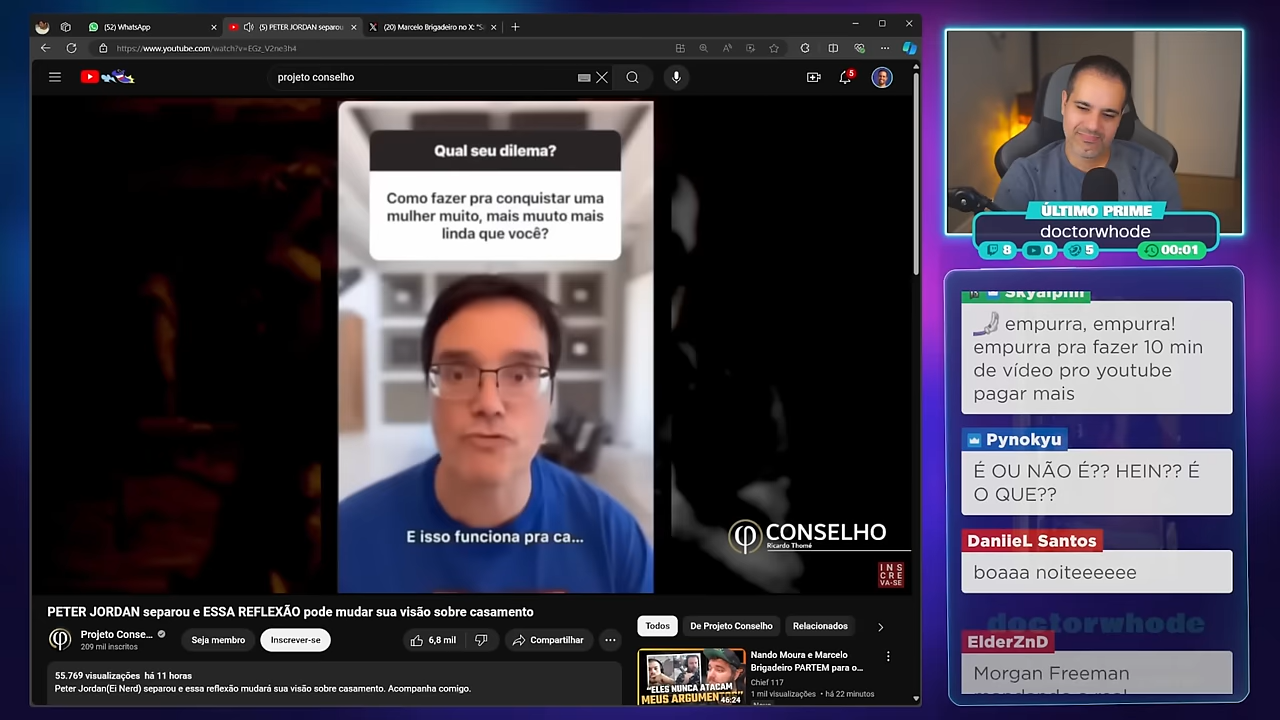 (52) WhatsApp
(5) PETER JORDAN separou
(20) Marcelo Brigadeiro no X: "S
https://www.youtube.com/watch?v=EGz_V2ne3h4
projeto conselho
5
Qual seu dilema?
Como fazer pra conquistar uma
mulher muito, mais muuto mais
linda que você?
E isso funciona pra ca...
CONSELHO
Ricardo Thomé
INS
CRE
VA-SE
PETER JORDAN separou e ESSA REFLEXÃO pode mudar sua visão sobre casamento
Projeto Conse...
209 mil inscritos
Seja membro
Inscrever-se
6,8 mil
Compartilhar
55.769 visualizações há 11 horas
Peter Jordan(Ei Nerd) separou e essa reflexão mudará sua visão sobre casamento. Acompanha comigo.
Todos
De Projeto Conselho
Relacionados
"ELES NUNCA ATACAM
MEUS ARGUMENTOS"
46:24
Nando Moura e Marcelo
Brigadeiro PARTEM para o...
Chief 117
1 mil visualizações • há 22 minutos
Novo
ÚLTIMO PRIME
doctorwhode
8
0
5
00:01
Skyalphh
empurra, empurra!
empurra pra fazer 10 min
de vídeo pro youtube
pagar mais
Pynokyu
É OU NÃO É?? HEIN?? É
O QUE??
DaniieL Santos
boaaa noiteeeeee
doctorwhode
ElderZnD
Morgan Freeman